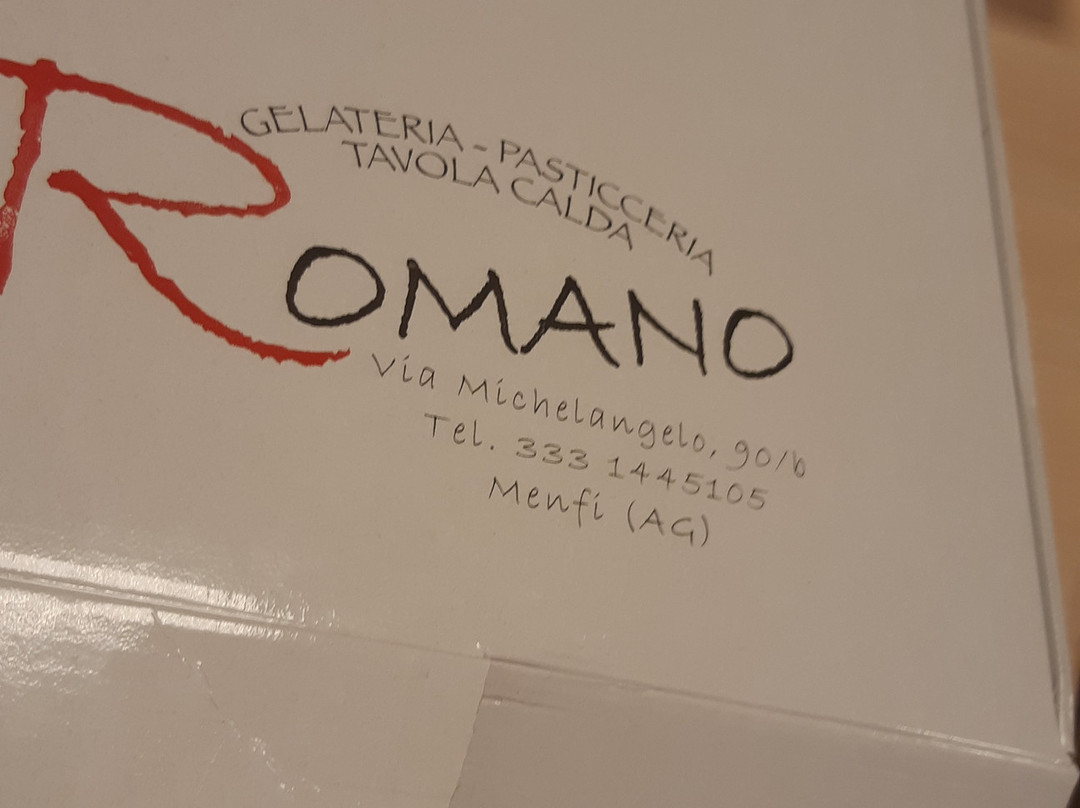 GELATERIA - PASTICCERIA
TAVOLA CALDA
ROMANO
Via Michelangelo, 90/b
Tel. 333 1445105
Menfi (AG)